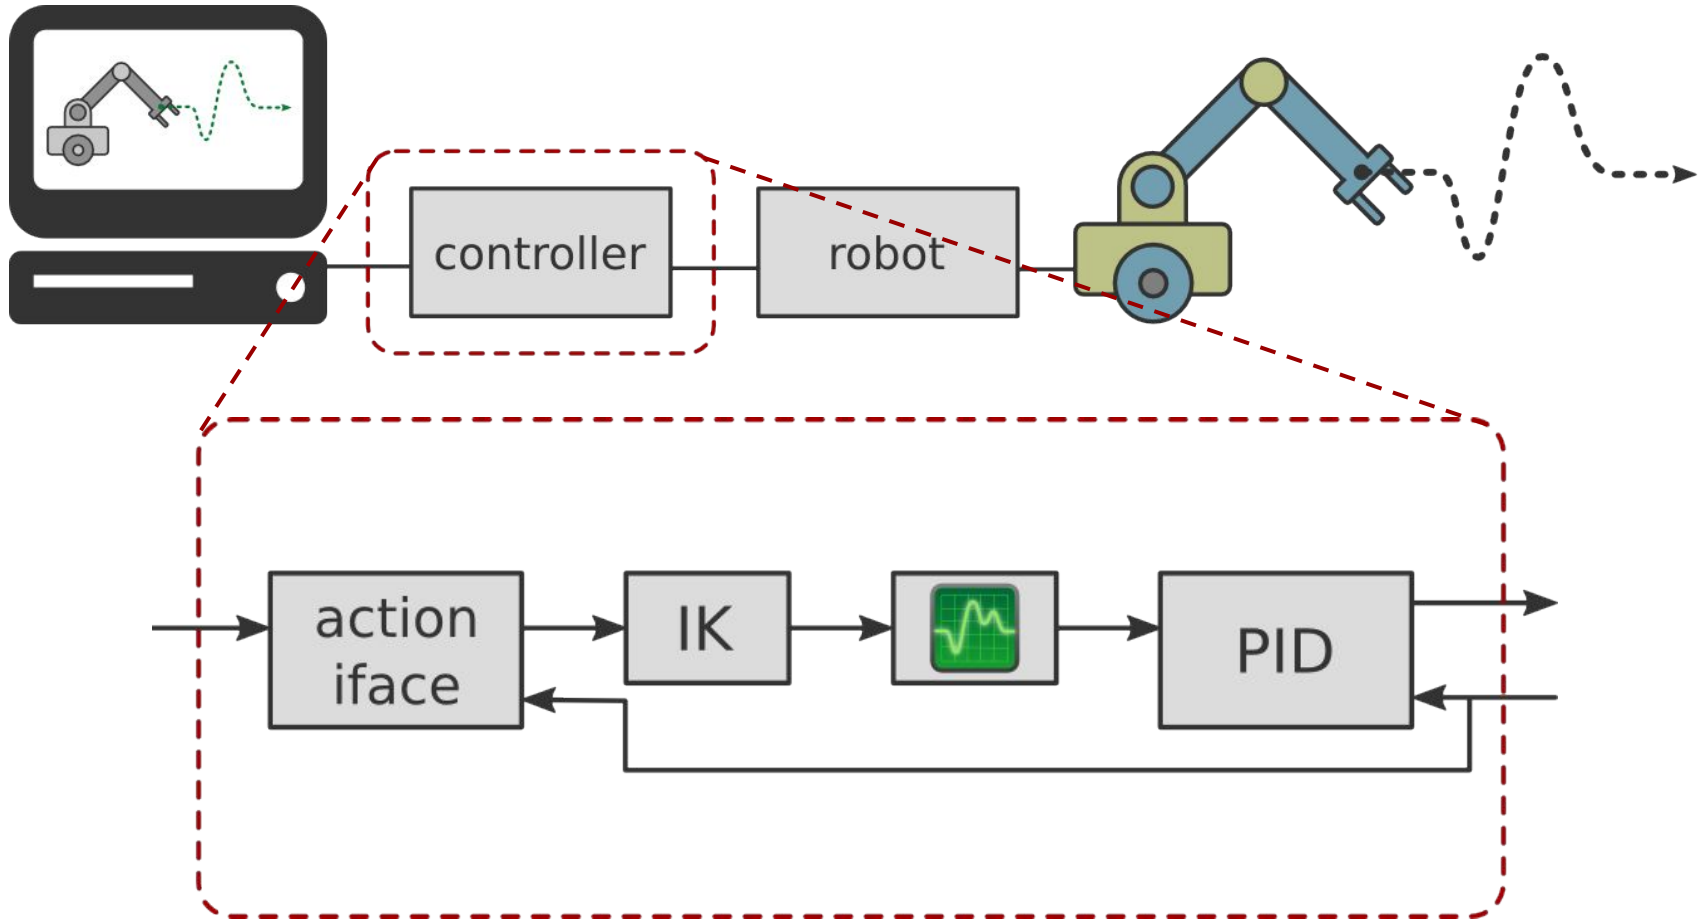 controller
robot
action
iface
IK
PID